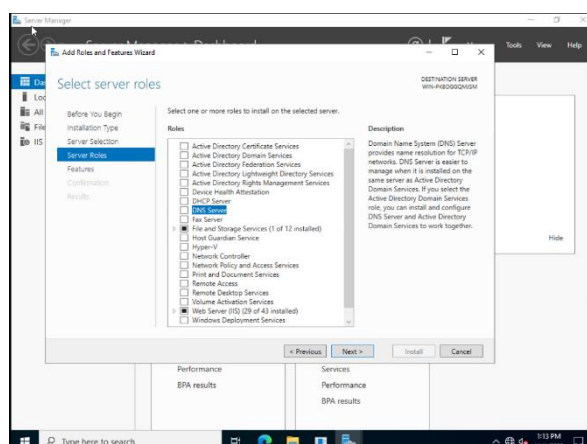 Server Manager
Tools View Help
Add Roles and Features Wizard
Select server roles
DESTINATION SERVER
Before You Begin
Installation Type
Server Selection
Server Roles
Features
Confirmation
Results
Select one or more roles to install on the selected server.
Roles
Active Directory Certificate Services
Active Directory Domain Services
Active Directory Federation Services
Active Directory Lightweight Directory Services
Active Directory Rights Management Services
Device Health Attestation
DHCP Server
DNS Server
Fax Server
File and Storage Services (1 of 12 installed)
Host Guardian Service
Hyper-V
Network Controller
Network Policy and Access Services
Print and Document Services
Remote Access
Remote Desktop Services
Volume Activation Services
Web Server (IIS) (29 of 43 installed)
Windows Deployment Services
Description
Domain Name System (DNS) Server
provides name resolution for TCP/IP
networks. DNS Server is easier to
manage when it is installed on the
same server as Active Directory
Domain Services. If you select the
Active Directory Domain Services
role, you can install and configure
DNS Server and Active Directory
Domain Services to work together.
< Previous Next > Install Cancel
All
IIS
Hide
Performance
BPA results
Services
Performance
BPA results
Type here to search
1:13 PM